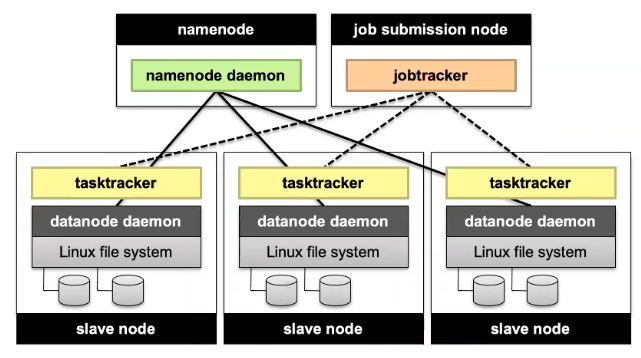 namenode
job submission node
namenode daemon
jobtracker
tasktracker
tasktracker
tasktracker
datanode daemon
datanode daemon
datanode daemon
Linux file system
Linux file system
Linux file system
slave node
slave node
slave node